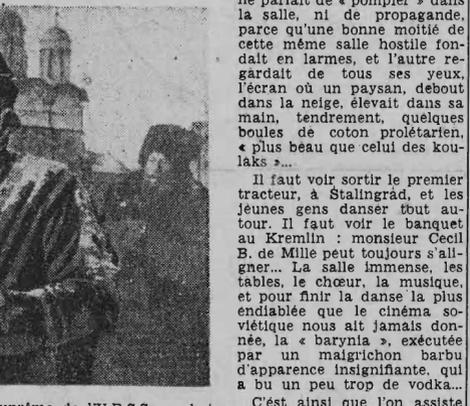 ne parlait de « pompier » dans
la salle, ni de propagande,
parce qu'une bonne moitié de
cette même salle hostile fon-
dait en larmes, et l'autre re-
gardait de tous ses yeux,
l'écran où un paysan, debout
dans la neige, élevait dans sa
main, tendrement, quelques
boules de coton prolétarien,
« plus beau que celui des kou-
laks »...
Il faut voir sortir le premier
tracteur, à Stalingrad, et les
jeunes gens danser tout au-
tour. Il faut voir le banquet
au Kremlin : monsieur Cecil
B. de Mille peut toujours s'ali-
gner... La salle immense, les
tables, le chœur, la musique,
et pour finir la danse la plus
endiablée que le cinéma so-
viétique nous ait jamais don-
née, la « barynia », exécutée
par un maigrichon barbu
d'apparence insignifiante, qui
a bu un peu trop de vodka...
C'est ainsi que l'on assiste
de l'U.R.S.S.